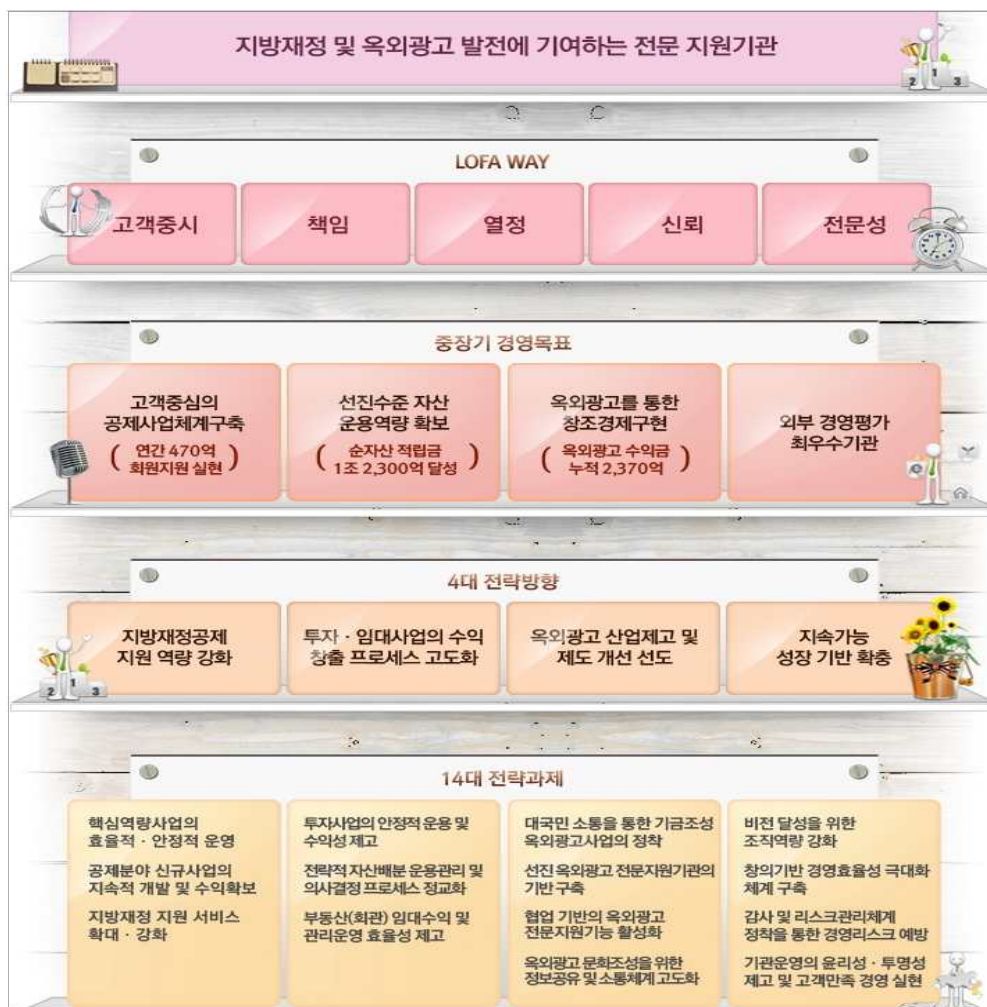 지방재정 및 옥외광고 발전에 기여하는 전문 지원기관
2 1 3
LOFA WAY
고객중시
책임
열정
신뢰
전문성
중장기 경영목표
고객중심의
공제사업체계구축
( 연간 470억
회원지원 실현 )
선진수준 자산
운용역량 확보
( 순자산 적립금
1조 2,300억 달성 )
옥외광고를 통한
창조경제구현
( 옥외광고 수익금
누적 2,370억 )
외부 경영평가
최우수기관
4대 전략방향
지방재정공제
지원 역량 강화
투자 · 임대사업의 수익
창출 프로세스 고도화
옥외광고 산업제고 및
제도 개선 선도
지속가능
성장 기반 확충
2 1 3
14대 전략과제
핵심역량사업의
효율적 · 안정적 운영
공제분야 신규사업의
지속적 개발 및 수익확보
지방재정 지원 서비스
확대 · 강화
투자사업의 안정적 운용 및
수익성 제고
전략적 자산배분 운용관리 및
의사결정 프로세스 정교화
부동산(회관) 임대수익 및
관리운영 효율성 제고
대국민 소통을 통한 기금조성
옥외광고사업의 정착
선진 옥외광고 전문지원기관의
기반 구축
협업 기반의 옥외광고
전문지원기능 활성화
옥외광고 문화조성을 위한
정보공유 및 소통체계 고도화
비전 달성을 위한
조직역량 강화
창의기반 경영효율성 극대화
체계 구축
감사 및 리스크관리체계
정착을 통한 경영리스크 예방
기관운영의 윤리성 · 투명성
제고 및 고객만족 경영 실현